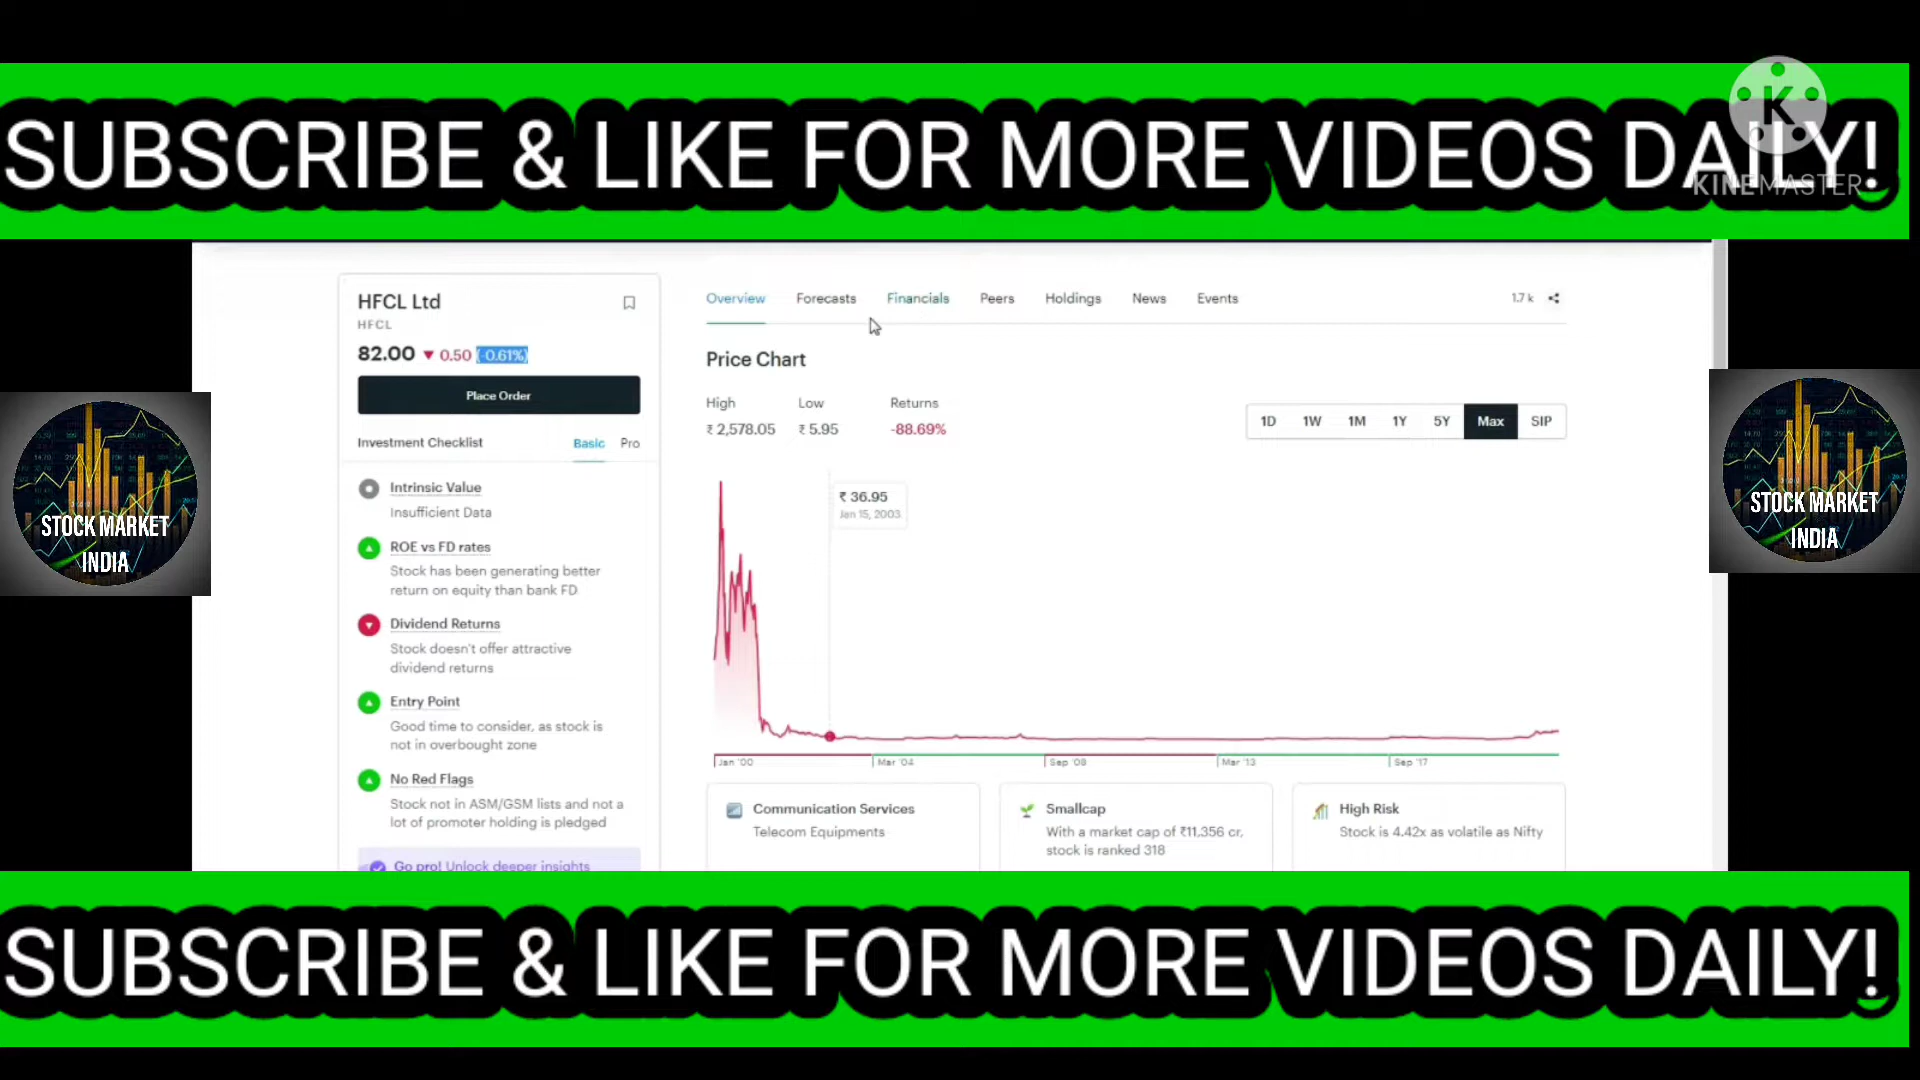 SUBSCRIBE & LIKE FOR MORE VIDEOS DAILY!
K
KINEMASTER
HFCL Ltd
HFCL
82.00 ▼ 0.50 (-0.61%)
Place Order
Investment Checklist Basic Pro
Intrinsic Value
Insufficient Data
ROE vs FD rates
Stock has been generating better
return on equity than bank FD
Dividend Returns
Stock doesn't offer attractive
dividend returns
Entry Point
Good time to consider, as stock is
not in overbought zone
No Red Flags
Stock not in ASM/GSM lists and not a
lot of promoter holding is pledged
Go pro! Unlock deeper insights
Overview Forecasts Financials Peers Holdings News Events 1.7 k
Price Chart
High Low Returns
₹ 2,578.05 ₹ 5.95 -88.69%
1D 1W 1M 1Y 5Y Max SIP
₹ 36.95
Jan 15, 2003
Jan '00 Mar '04 Sep '08 Mar '13 Sep '17
Communication Services
Telecom Equipments
Smallcap
With a market cap of ₹11,356 cr,
stock is ranked 318
High Risk
Stock is 4.42x as volatile as Nifty
STOCK MARKET
INDIA
STOCK MARKET
INDIA
SUBSCRIBE & LIKE FOR MORE VIDEOS DAILY!